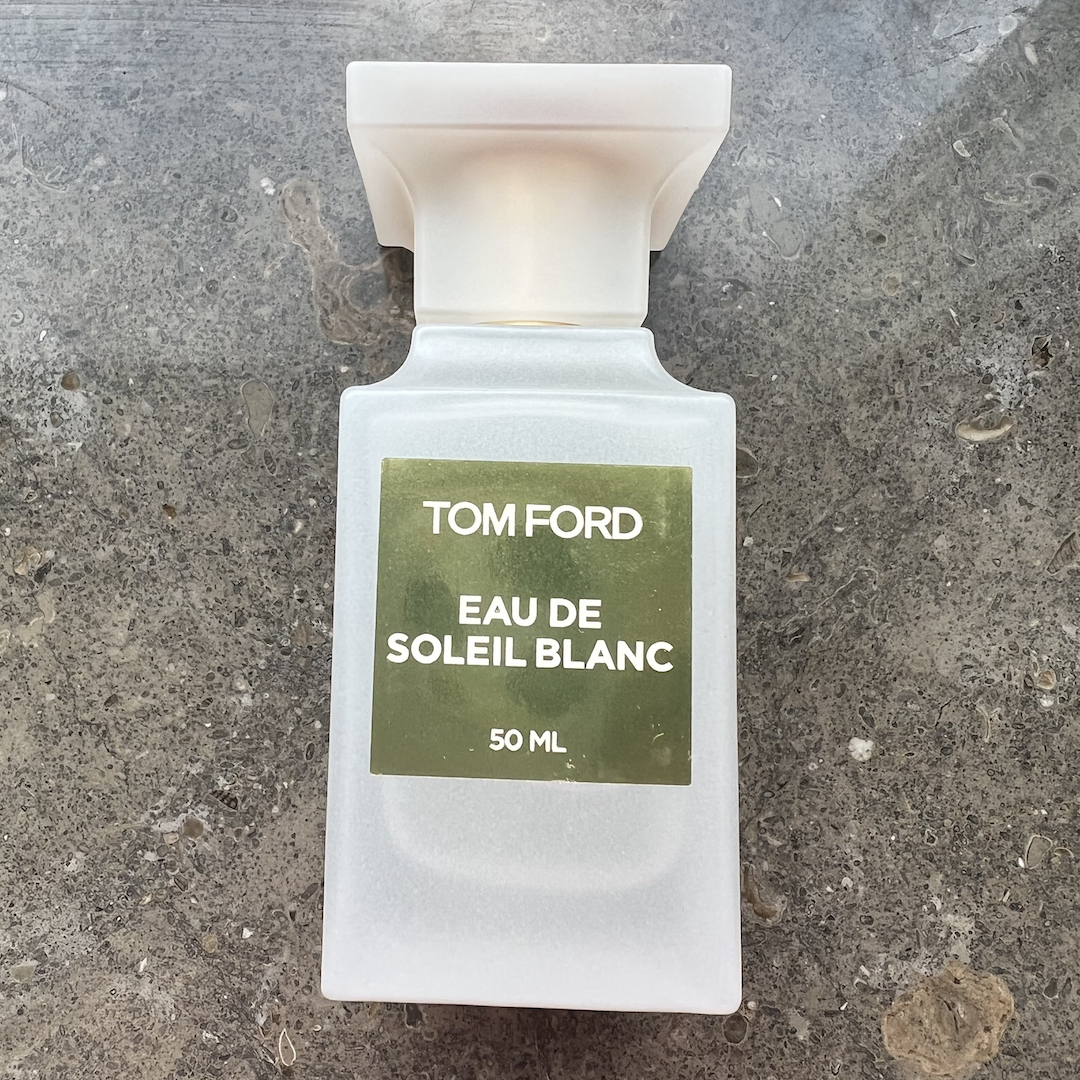 TOM FORD
EAU DE
SOLEIL BLANC
50 ML